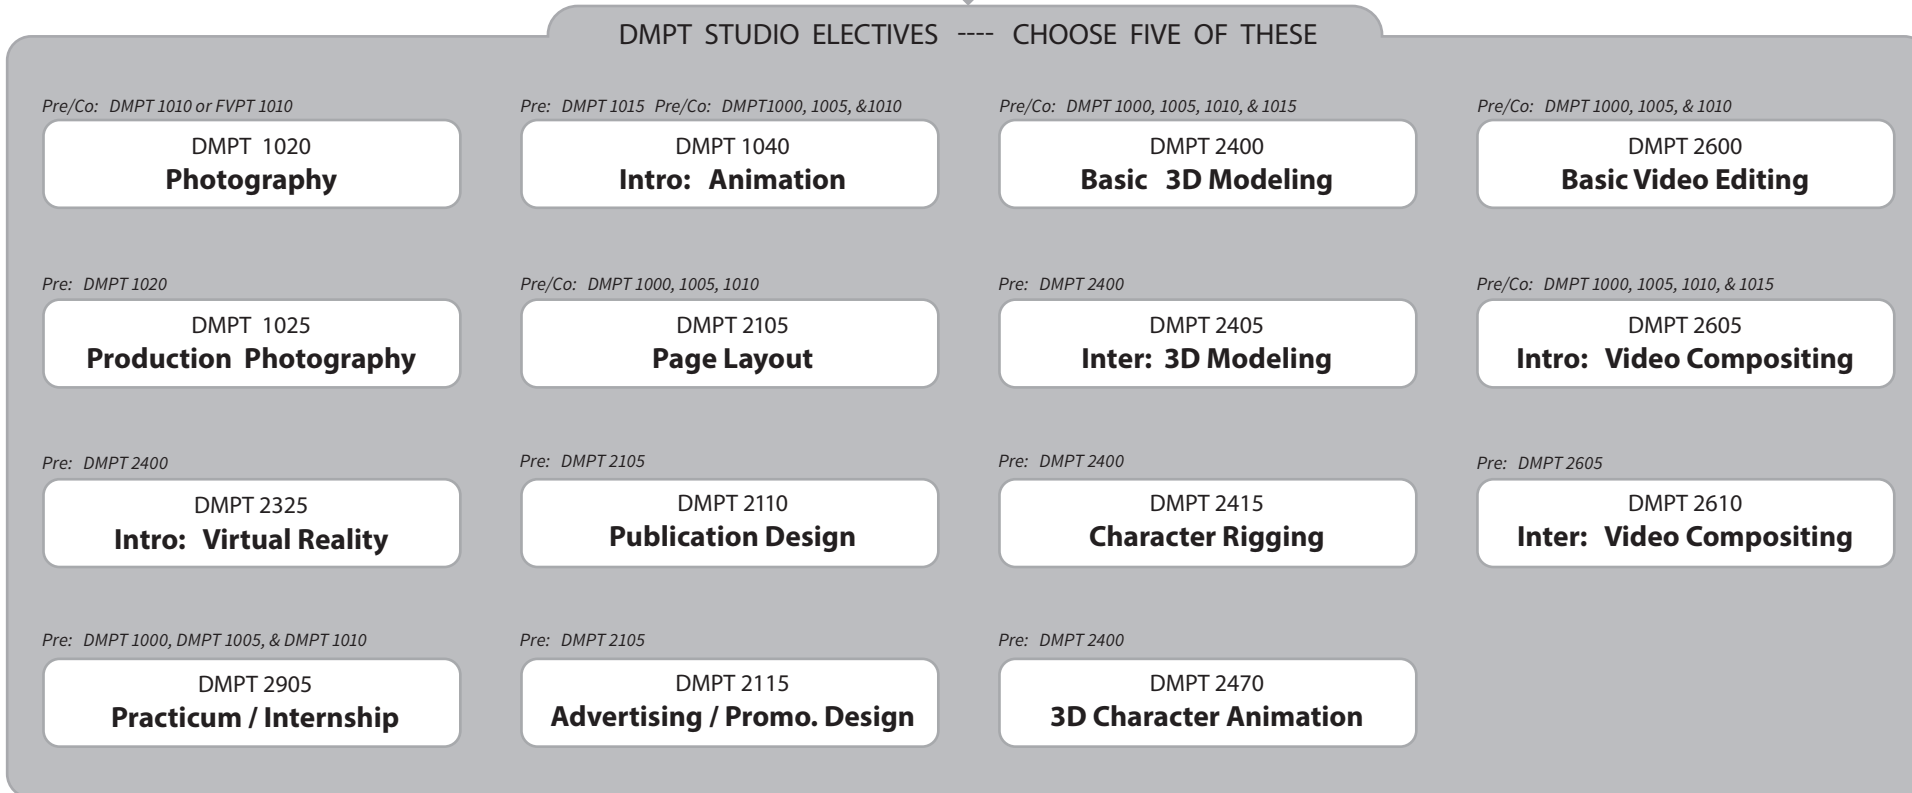 DMPT STUDIO ELECTIVES ---- CHOOSE FIVE OF THESE
Pre/Co: DMPT 1010 or FVPT 1010
DMPT 1020
Photography
Pre: DMPT 1015 Pre/Co: DMPT1000, 1005, &1010
DMPT 1040
Intro: Animation
Pre/Co: DMPT 1000, 1005, 1010, & 1015
DMPT 2400
Basic 3D Modeling
Pre/Co: DMPT 1000, 1005, & 1010
DMPT 2600
Basic Video Editing
Pre: DMPT 1020
DMPT 1025
Production Photography
Pre/Co: DMPT 1000, 1005, 1010
DMPT 2105
Page Layout
Pre: DMPT 2400
DMPT 2405
Inter: 3D Modeling
Pre/Co: DMPT 1000, 1005, 1010, & 1015
DMPT 2605
Intro: Video Compositing
Pre: DMPT 2400
DMPT 2325
Intro: Virtual Reality
Pre: DMPT 2105
DMPT 2110
Publication Design
Pre: DMPT 2400
DMPT 2415
Character Rigging
Pre: DMPT 2605
DMPT 2610
Inter: Video Compositing
Pre: DMPT 1000, DMPT 1005, & DMPT 1010
DMPT 2905
Practicum / Internship
Pre: DMPT 2105
DMPT 2115
Advertising / Promo. Design
Pre: DMPT 2400
DMPT 2470
3D Character Animation